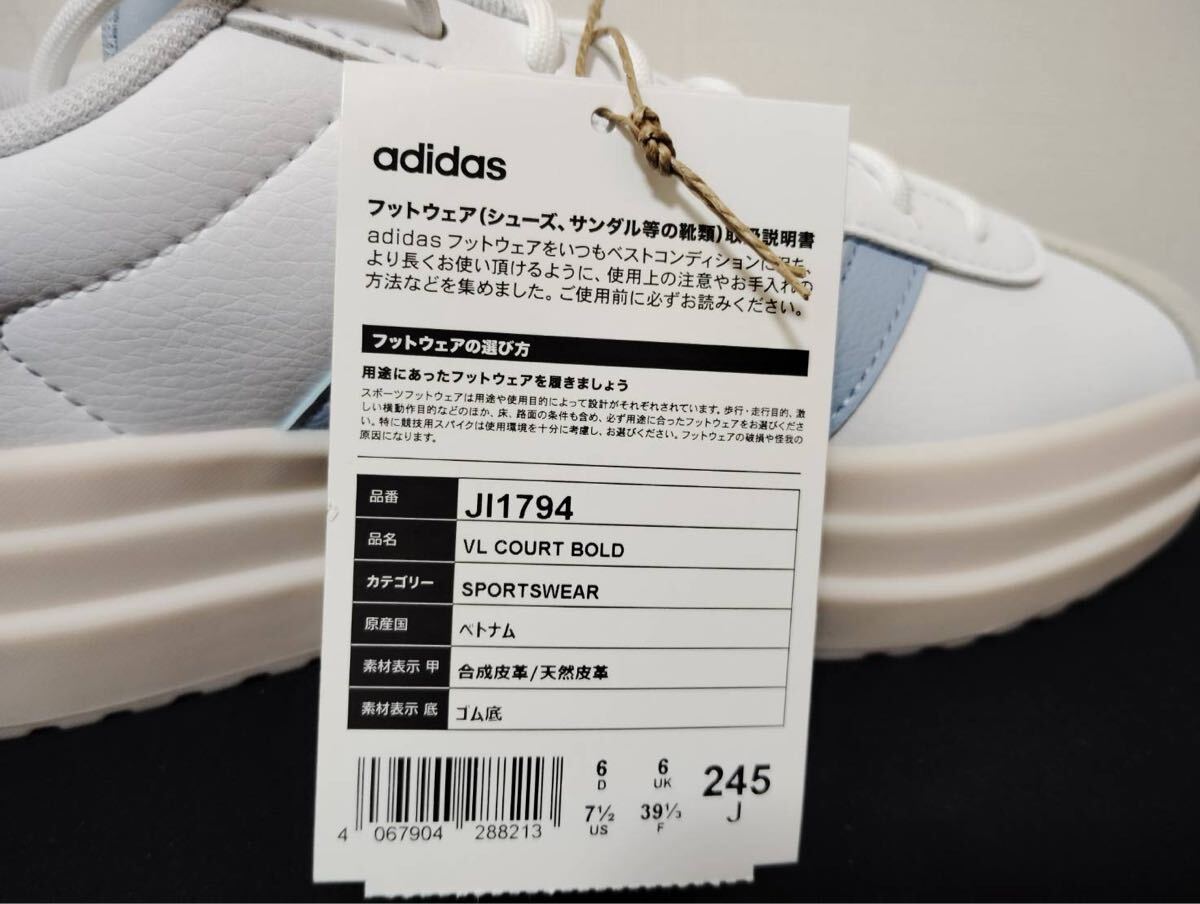 adidas
フットウェア(シューズ、サンダル等の靴類)取扱説明書
adidas フットウェアをいつもベストコンディションに保ち、
より長くお使い頂けるように、使用上の注意やお手入れの
方法などを集めました。ご使用前に必ずお読みください。
フットウェアの選び方
用途にあったフットウェアを履きましょう
スポーツフットウェアは用途や使用目的によって設計がそれぞれされています。歩行・走行目的、激
しい横動作目的などのほか、床、路面の条件も含め、必ず用途に合ったフットウェアをお選びくださ
い。特に競技用スパイクは使用環境を十分に考慮し、お選びください。フットウェアの破損や怪我の
原因になります。
品番 JI1794
品名 VL COURT BOLD
カテゴリー SPORTSWEAR
原産国 ベトナム
素材表示 甲 合成皮革/天然皮革
素材表示 底 ゴム底
6 D 6 UK 245 J
7½ US 39⅓ F
4 067904 288213